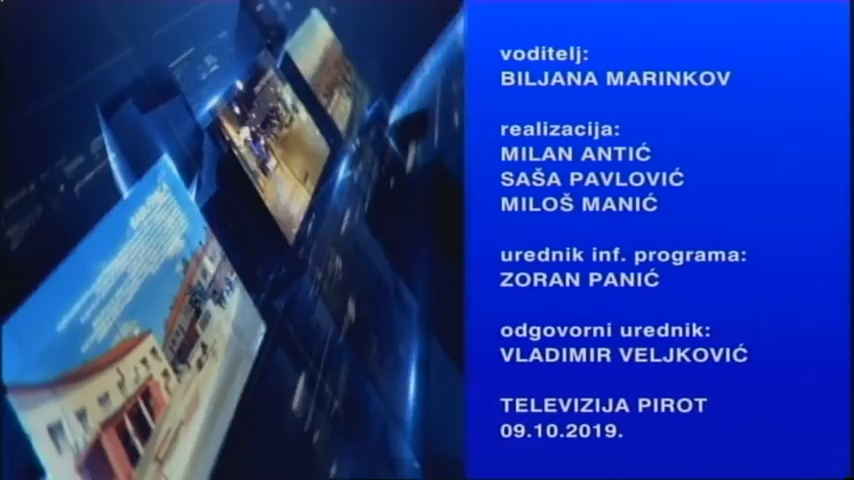 voditelj:
BILJANA MARINKOV
realizacija:
MILAN ANTIĆ
SAŠA PAVLOVIĆ
MILOŠ MANIĆ
urednik inf. programa:
ZORAN PANIĆ
odgovorni urednik:
VLADIMIR VELJKOVIĆ
TELEVIZIJA PIROT
09.10.2019.